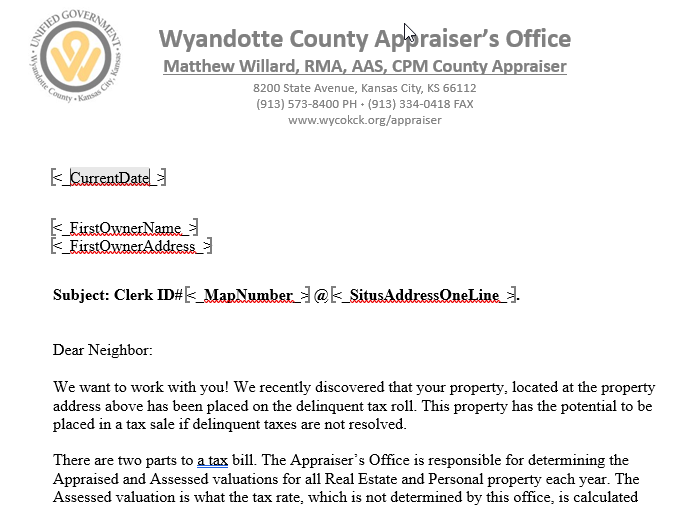 UNIFIED GOVERNMENT
Wyandotte County • Kansas City, KS
Wyandotte County Appraiser's Office
Matthew Willard, RMA, AAS, CPM County Appraiser
8200 State Avenue, Kansas City, KS 66112
(913) 573-8400 PH • (913) 334-0418 FAX
www.wycokck.org/appraiser
[<_CurrentDate_>]
[<_FirstOwnerName_>]
[<_FirstOwnerAddress_>]
Subject: Clerk ID#[<_MapNumber_>] @[<_SitusAddressOneLine_>].
Dear Neighbor:
We want to work with you! We recently discovered that your property, located at the property
address above has been placed on the delinquent tax roll. This property has the potential to be
placed in a tax sale if delinquent taxes are not resolved.
There are two parts to a tax bill. The Appraiser's Office is responsible for determining the
Appraised and Assessed valuations for all Real Estate and Personal property each year. The
Assessed valuation is what the tax rate, which is not determined by this office, is calculated